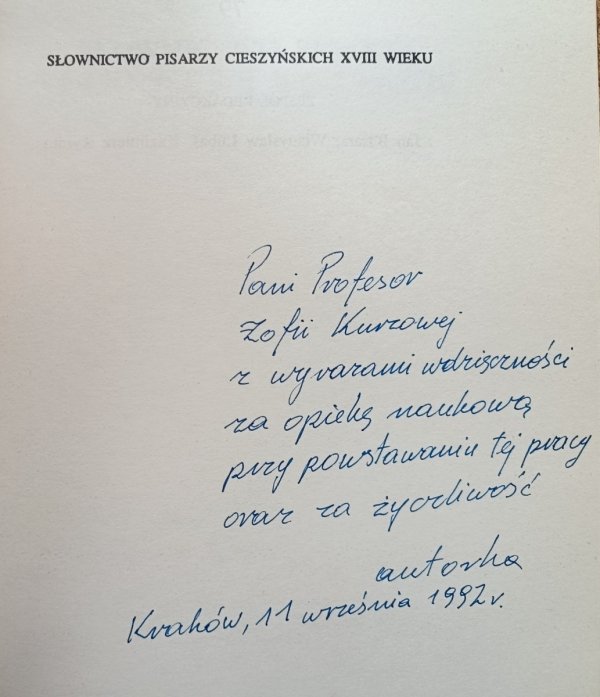 SŁOWNICTWO PISARZY CIESZYŃSKICH XVIII WIEKU
Pani Profesor
Zofii Kurzowej
z wyrazami wdzięczności
za opiekę naukową
przy powstawaniu tej pracy
oraz za życzliwość
autorka
Kraków, 11 września 1992 r.